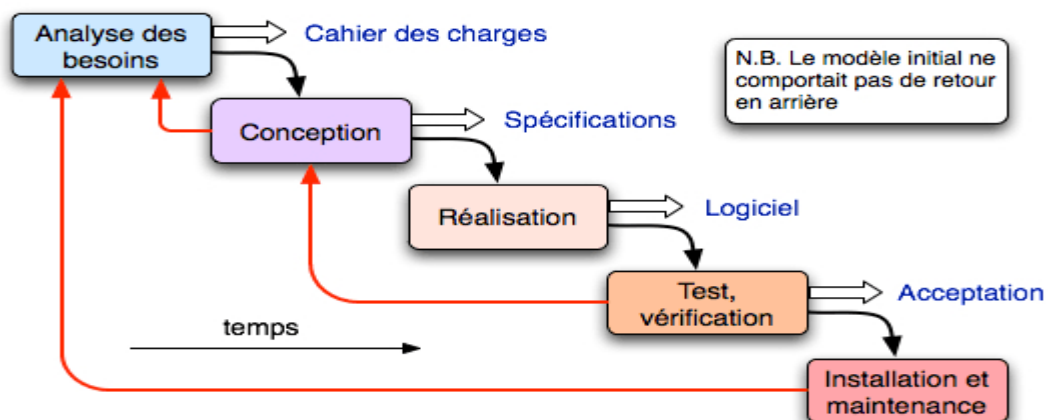 Analyse des
besoins
Cahier des charges
N.B. Le modèle initial ne
comportait pas de retour
en arrière
Conception
Spécifications
Réalisation
Logiciel
Test,
vérification
Acceptation
temps
Installation et
maintenance